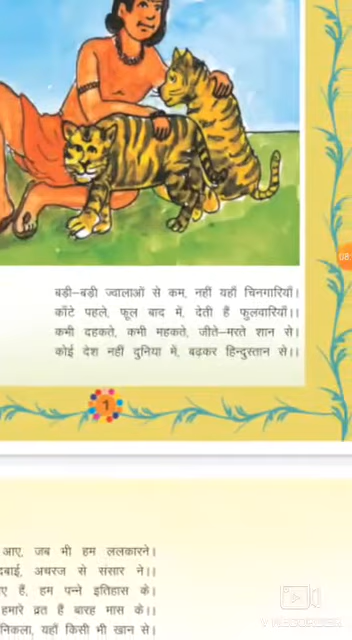 बड़ी-बड़ी ज्वालाओं से कम, नहीं यहाँ चिनगारियाँ।
काँटे पहले, फूल बाद में, देती हैं फुलवारियाँ।।
कभी दहकते, कभी महकते, जीते-मरते शान से।
कोई देश नहीं दुनिया में, बढ़कर हिन्दुस्तान से।।
1
आए, जब भी हम ललकारने।
अचरज से संसार ने।।
हैं, हम पन्ने इतिहास के।
हमारे व्रत हैं बारह मास के।।
निकला, यहाँ किसी भी खान से।